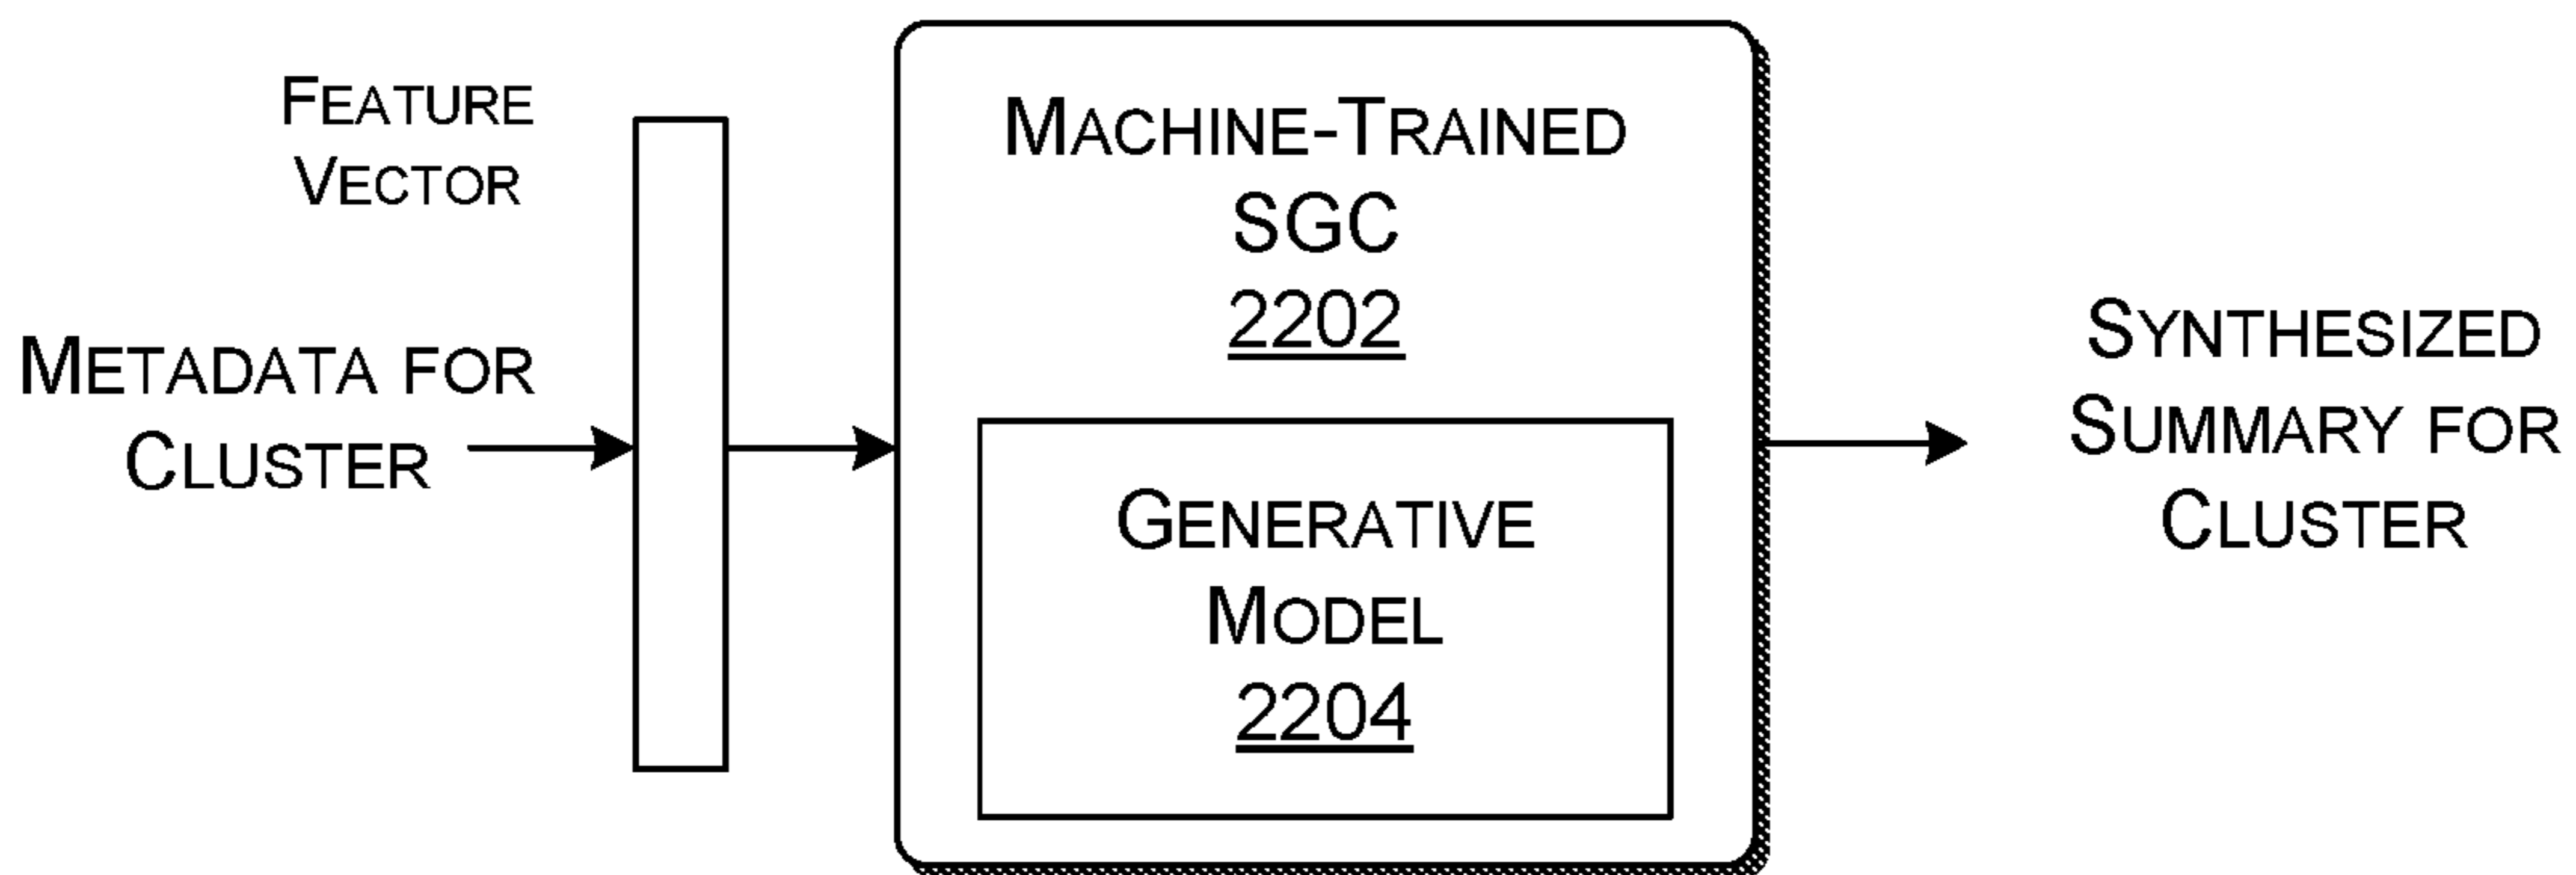 FEATURE
VECTOR
METADATA FOR
CLUSTER
MACHINE-TRAINED
SGC
2202
GENERATIVE
MODEL
2204
SYNTHESIZED
SUMMARY FOR
CLUSTER